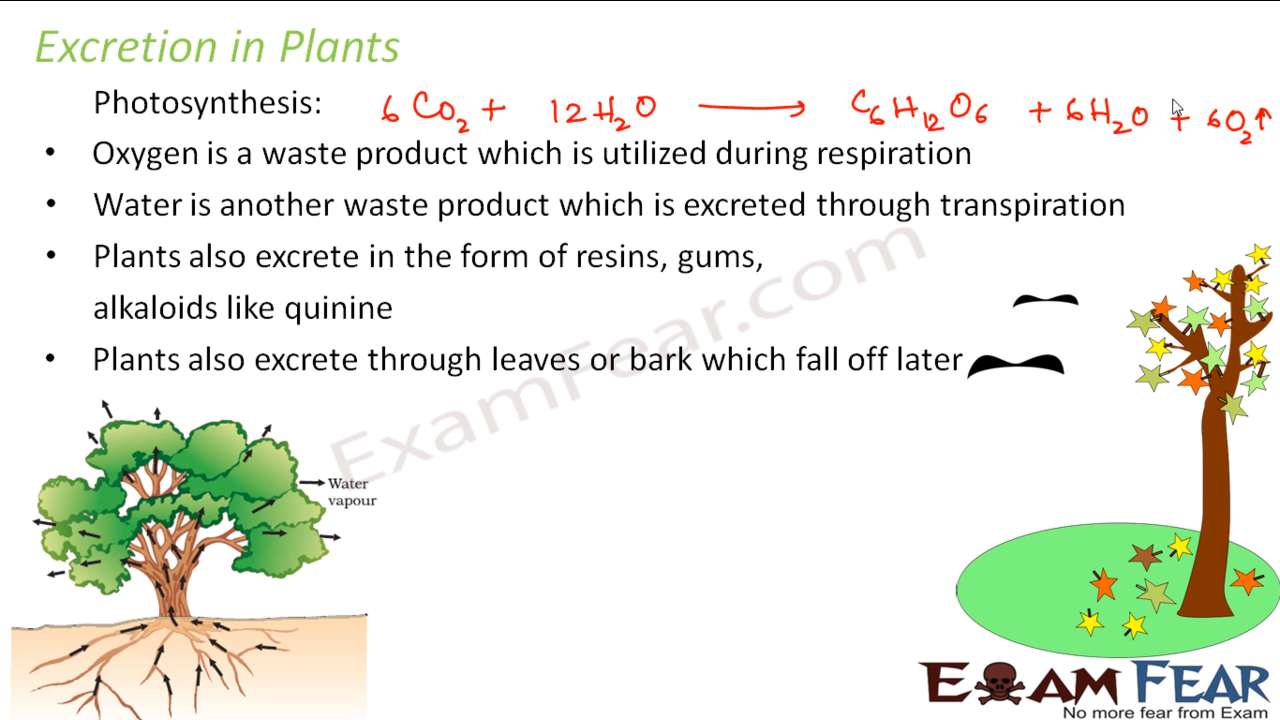 Excretion in Plants
Photosynthesis: 6CO₂ + 12H₂O ⟶ C₆H₁₂O₆ + 6H₂O + 6O₂↑
• Oxygen is a waste product which is utilized during respiration
• Water is another waste product which is excreted through transpiration
• Plants also excrete in the form of resins, gums,
alkaloids like quinine
• Plants also excrete through leaves or bark which fall off later
ExamFear.com
Water
vapour
EXAM FEAR
No more fear from Exam